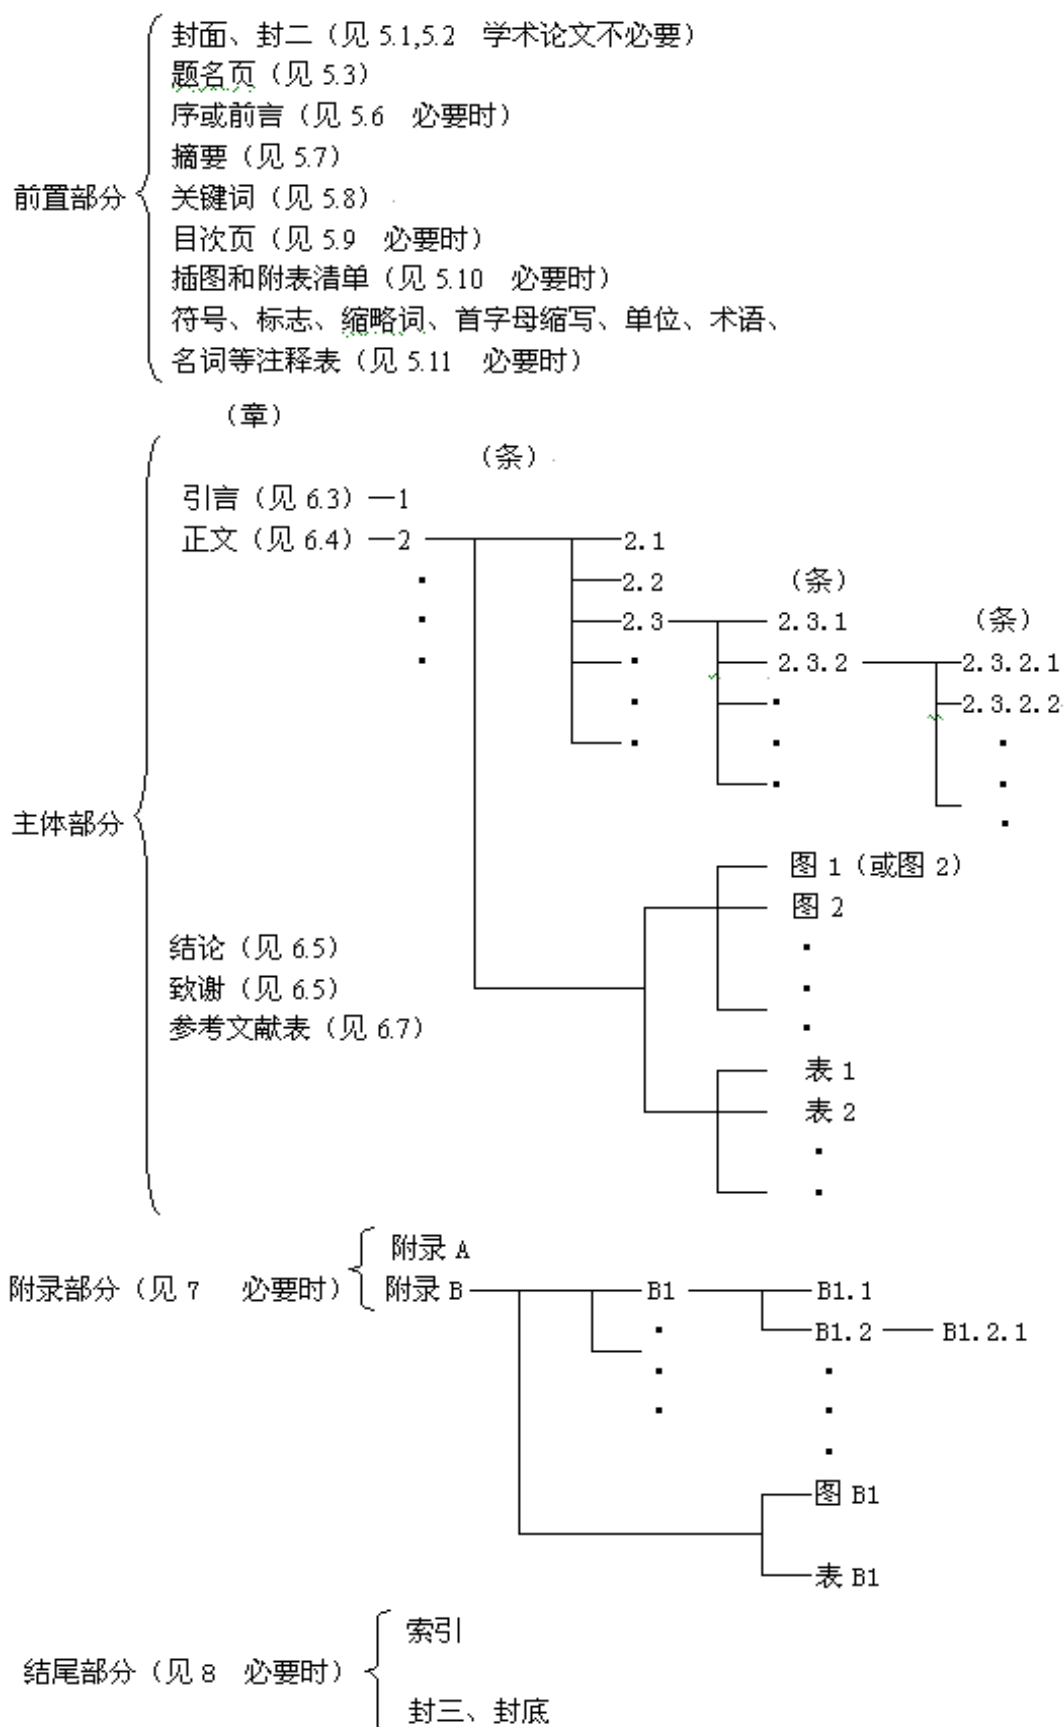 封面、封二（见 5.1,5.2 学术论文不必要）
题名页（见 5.3）
序或前言（见 5.6 必要时）
摘要（见 5.7）
前置部分
关键词（见 5.8）
目次页（见 5.9 必要时）
插图和附表清单（见 5.10 必要时）
符号、标志、缩略词、首字母缩写、单位、术语、
名词等注释表（见 5.11 必要时）
（章）
（条）
引言（见 6.3）—1
正文（见 6.4）—2
2.1
2.2
（条）
2.3
2.3.1
（条）
2.3.2
2.3.2.1
2.3.2.2
主体部分
图 1（或图 2）
图 2
结论（见 6.5）
致谢（见 6.5）
参考文献表（见 6.7）
表 1
表 2
附录 A
附录部分（见 7 必要时）
附录 B
B1
B1.1
B1.2
B1.2.1
图 B1
表 B1
索引
结尾部分（见 8 必要时）
封三、封底